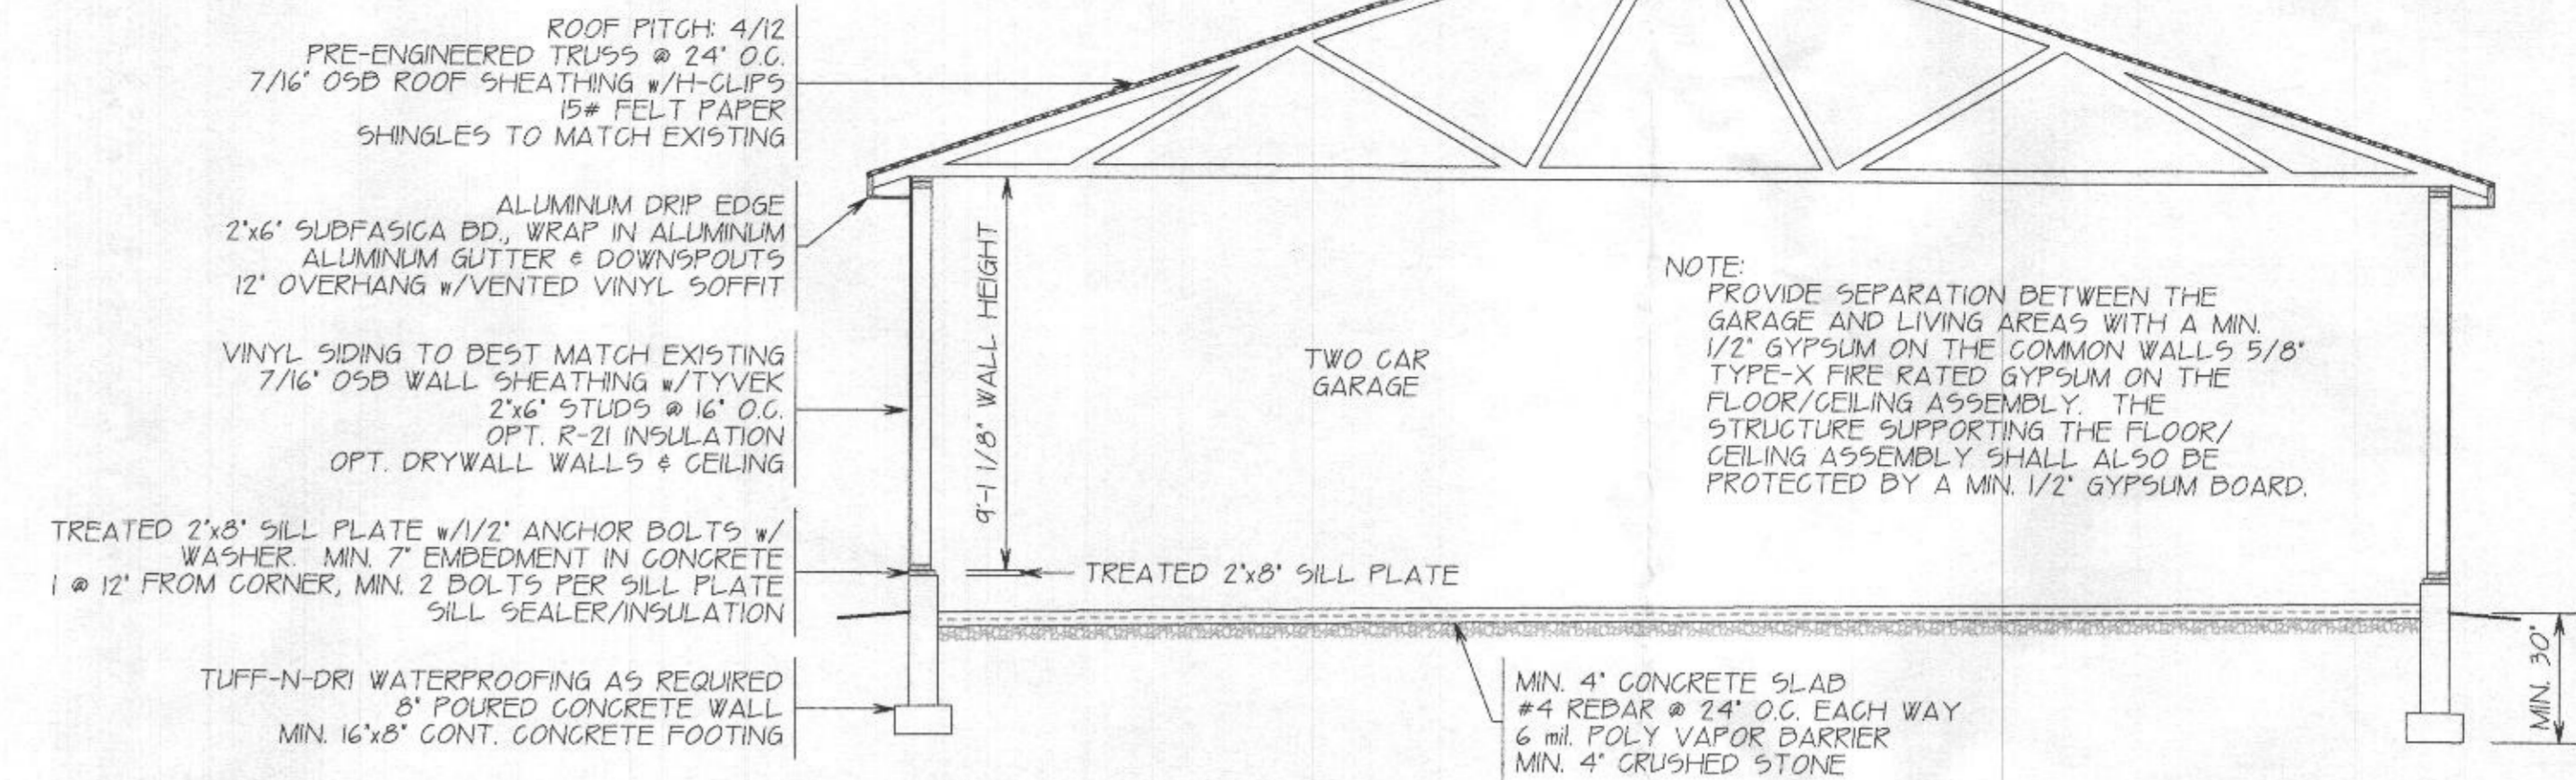 ROOF PITCH: 4/12
PRE-ENGINEERED TRUSS @ 24" O.C.
7/16" OSB ROOF SHEATHING w/H-CLIPS
15# FELT PAPER
SHINGLES TO MATCH EXISTING
ALUMINUM DRIP EDGE
2"x6" SUBFASICA BD., WRAP IN ALUMINUM
ALUMINUM GUTTER & DOWNSPOUTS
12" OVERHANG w/VENTED VINYL SOFFIT
VINYL SIDING TO BEST MATCH EXISTING
7/16" OSB WALL SHEATHING w/TYVEK
2"x6" STUDS @ 16" O.C.
OPT. R-21 INSULATION
OPT. DRYWALL WALLS & CEILING
TREATED 2"x8" SILL PLATE w/1/2" ANCHOR BOLTS w/
WASHER. MIN. 7" EMBEDMENT IN CONCRETE
1 @ 12" FROM CORNER, MIN. 2 BOLTS PER SILL PLATE
SILL SEALER/INSULATION
TUFF-N-DRI WATERPROOFING AS REQUIRED
8" POURED CONCRETE WALL
MIN. 16"x8" CONT. CONCRETE FOOTING
9'-1 1/8" WALL HEIGHT
TREATED 2"x8" SILL PLATE
TWO CAR
GARAGE
NOTE:
PROVIDE SEPARATION BETWEEN THE
GARAGE AND LIVING AREAS WITH A MIN.
1/2" GYPSUM ON THE COMMON WALLS 5/8"
TYPE-X FIRE RATED GYPSUM ON THE
FLOOR/CEILING ASSEMBLY. THE
STRUCTURE SUPPORTING THE FLOOR/
CEILING ASSEMBLY SHALL ALSO BE
PROTECTED BY A MIN. 1/2" GYPSUM BOARD.
MIN. 4" CONCRETE SLAB
#4 REBAR @ 24" O.C. EACH WAY
6 mil. POLY VAPOR BARRIER
MIN. 4" CRUSHED STONE
MIN. 30"